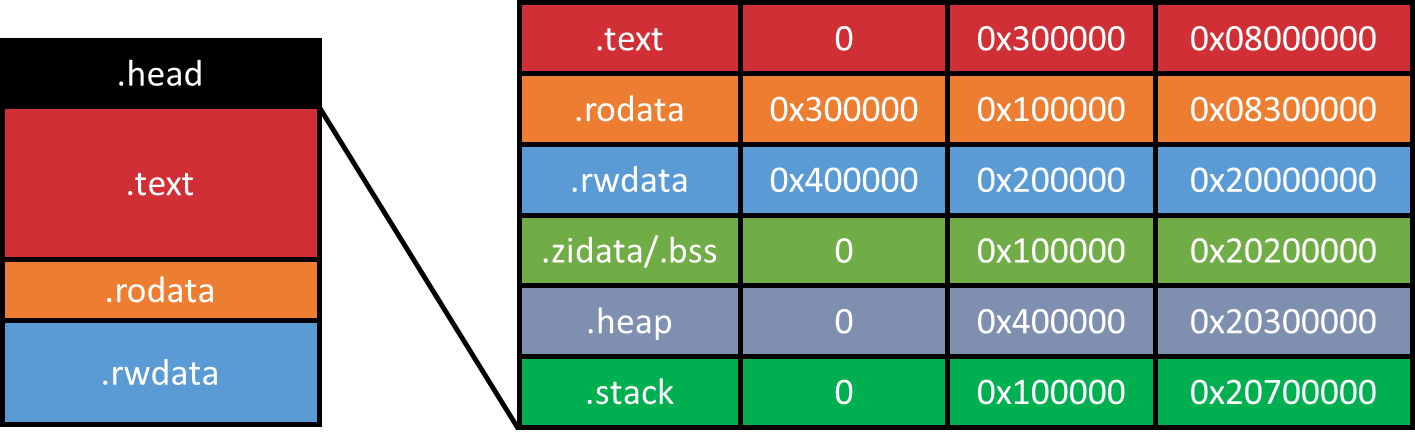 .head
.text
.rodata
.rwdata
.text 0 0x300000 0x08000000
.rodata 0x300000 0x100000 0x08300000
.rwdata 0x400000 0x200000 0x20000000
.zidata/.bss 0 0x100000 0x20200000
.heap 0 0x400000 0x20300000
.stack 0 0x100000 0x20700000